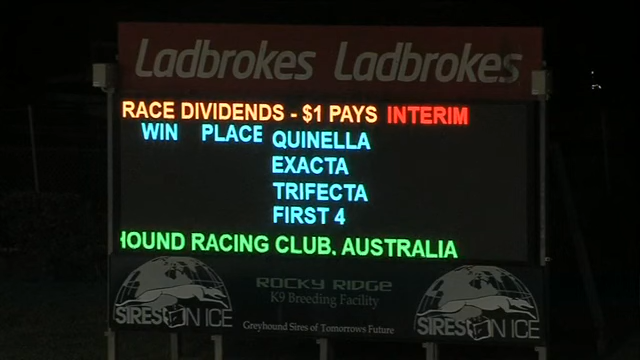 Ladbrokes Ladbrokes
RACE DIVIDENDS - $1 PAYS INTERIM
WIN PLACE QUINELLA
EXACTA
TRIFECTA
FIRST 4
HOUND RACING CLUB, AUSTRALIA
ROCKY RIDGE
K9 Breeding Facility
SIRES ON ICE
SIRES ON ICE
Greyhound Sires of Tomorrows Future